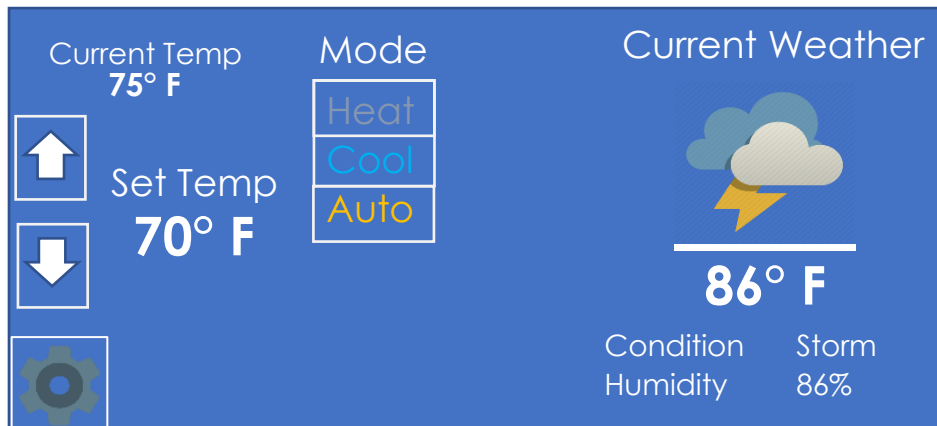 Current Temp
75° F
Set Temp
70° F
Mode
Heat
Cool
Auto
Current Weather
86° F
Condition Storm
Humidity 86%